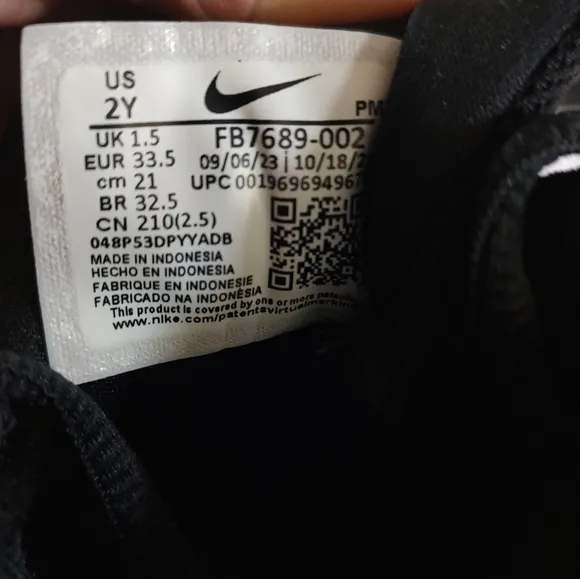 US
2Y
PM
UK 1.5
FB7689-002
EUR 33.5
09/06/23 | 10/18/2
cm 21
UPC 00196969496
BR 32.5
CN 210(2.5)
048P53DPYYADB
MADE IN INDONESIA
HECHO EN INDONESIA
FABRIQUE EN INDONESIE
FABRICADO NA INDONÉSIA
This product is covered by one or more patents
www.nike.com/patentsvirtualmarking